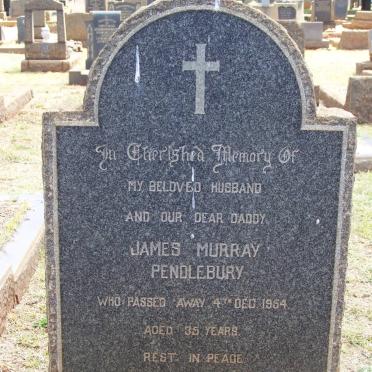 In Cherished Memory Of
MY BELOVED HUSBAND
AND OUR DEAR DADDY
JAMES MURRAY
PENDLEBURY
WHO PASSED AWAY 4TH DEC 1964
AGED 35 YEARS.
REST IN PEACE